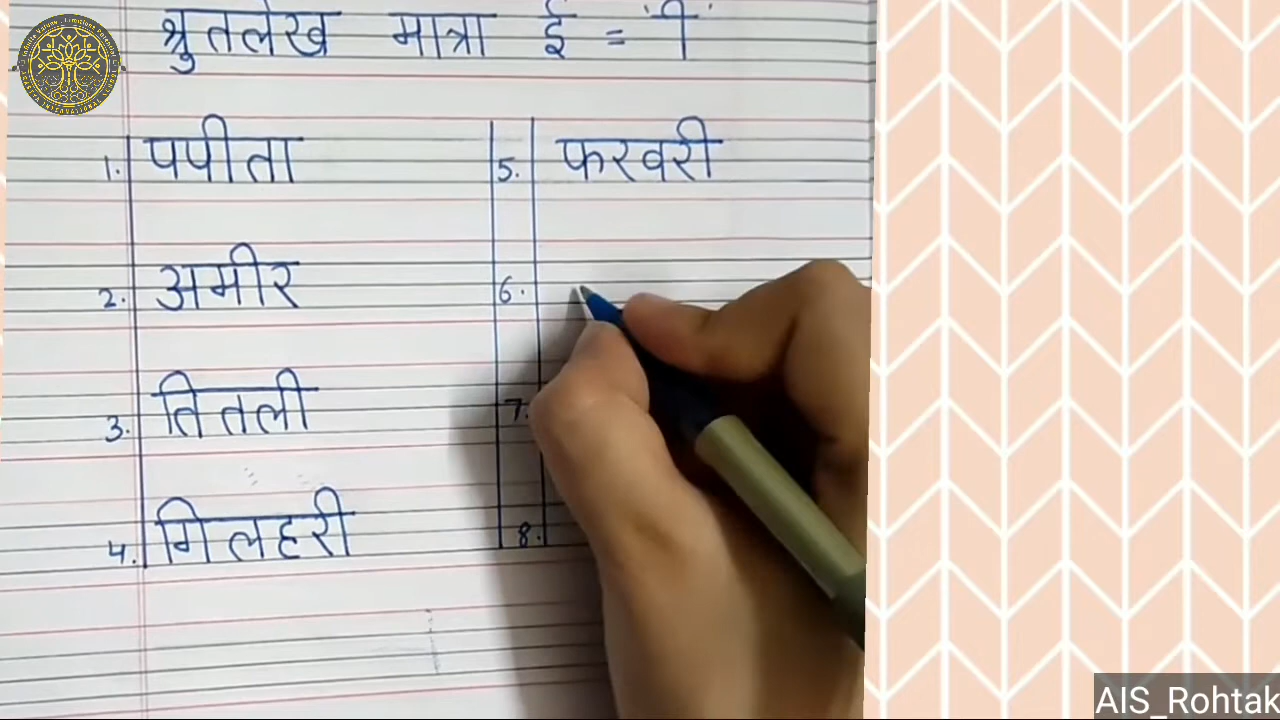 श्रुतलेख मात्रा ई = 'ी'
1. पपीता
2. अमीर
3. तितली
4. गिलहरी
5. फरवरी
6.
7.
8.
AIS_Rohtak